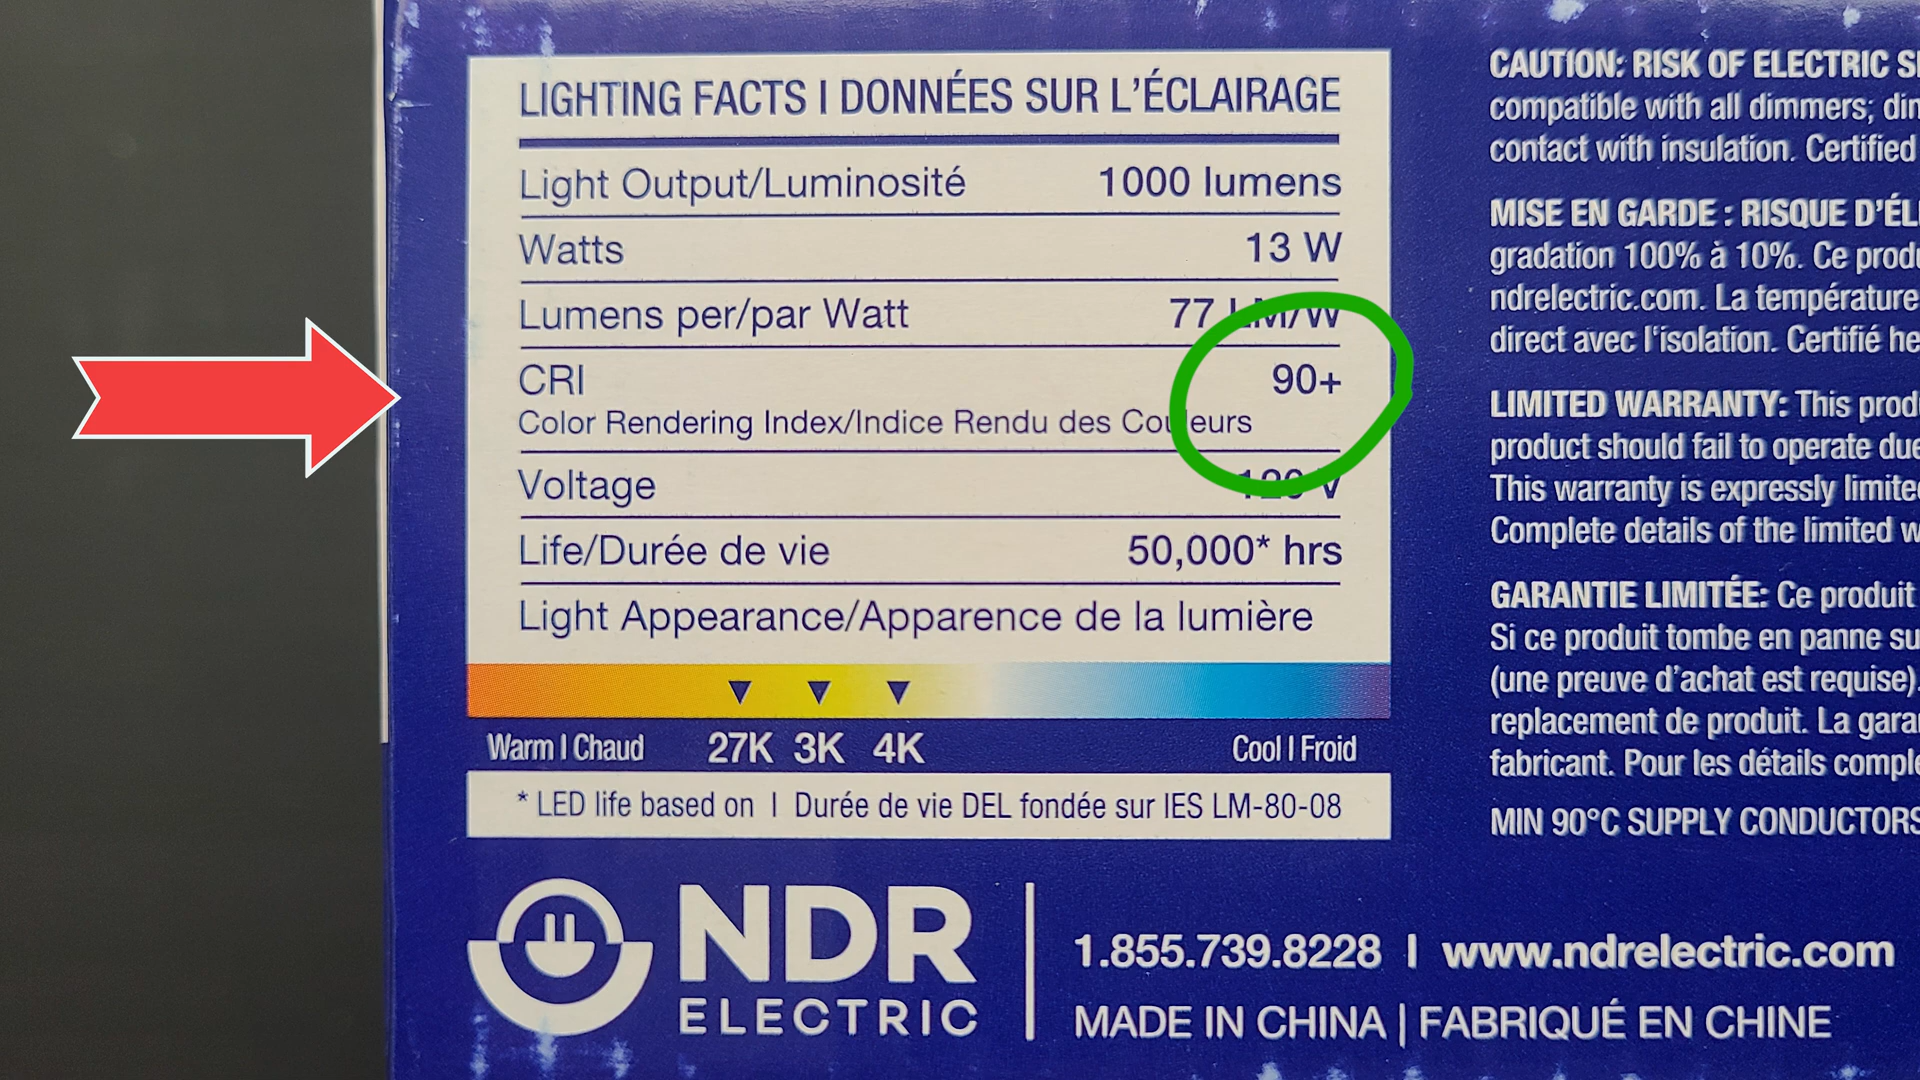 LIGHTING FACTS | DONNÉES SUR L'ÉCLAIRAGE
Light Output/Luminosité 1000 lumens
Watts 13 W
Lumens per/par Watt 77 LM/W
CRI 90+
Color Rendering Index/Indice Rendu des Couleurs
Voltage 120 V
Life/Durée de vie 50,000* hrs
Light Appearance/Apparence de la lumière
Warm | Chaud 27K 3K 4K Cool | Froid
* LED life based on | Durée de vie DEL fondée sur IES LM-80-08
NDR
ELECTRIC
1.855.739.8228 | www.ndrelectric.com
MADE IN CHINA | FABRIQUÉ EN CHINE
CAUTION: RISK OF ELECTRIC
compatible with all dimmers;
contact with insulation. Certified
MISE EN GARDE : RISQUE
gradation 100% à 10%. Ce
ndrelectric.com. La température
direct avec l'isolation. Certifié
LIMITED WARRANTY: This
product should fail to operate
This warranty is expressly
Complete details of the limited
GARANTIE LIMITÉE: Ce produit
Si ce produit tombe en panne
(une preuve d'achat est requise)
replacement de produit. La
fabricant. Pour les détails
MIN 90°C SUPPLY CONDUCTORS